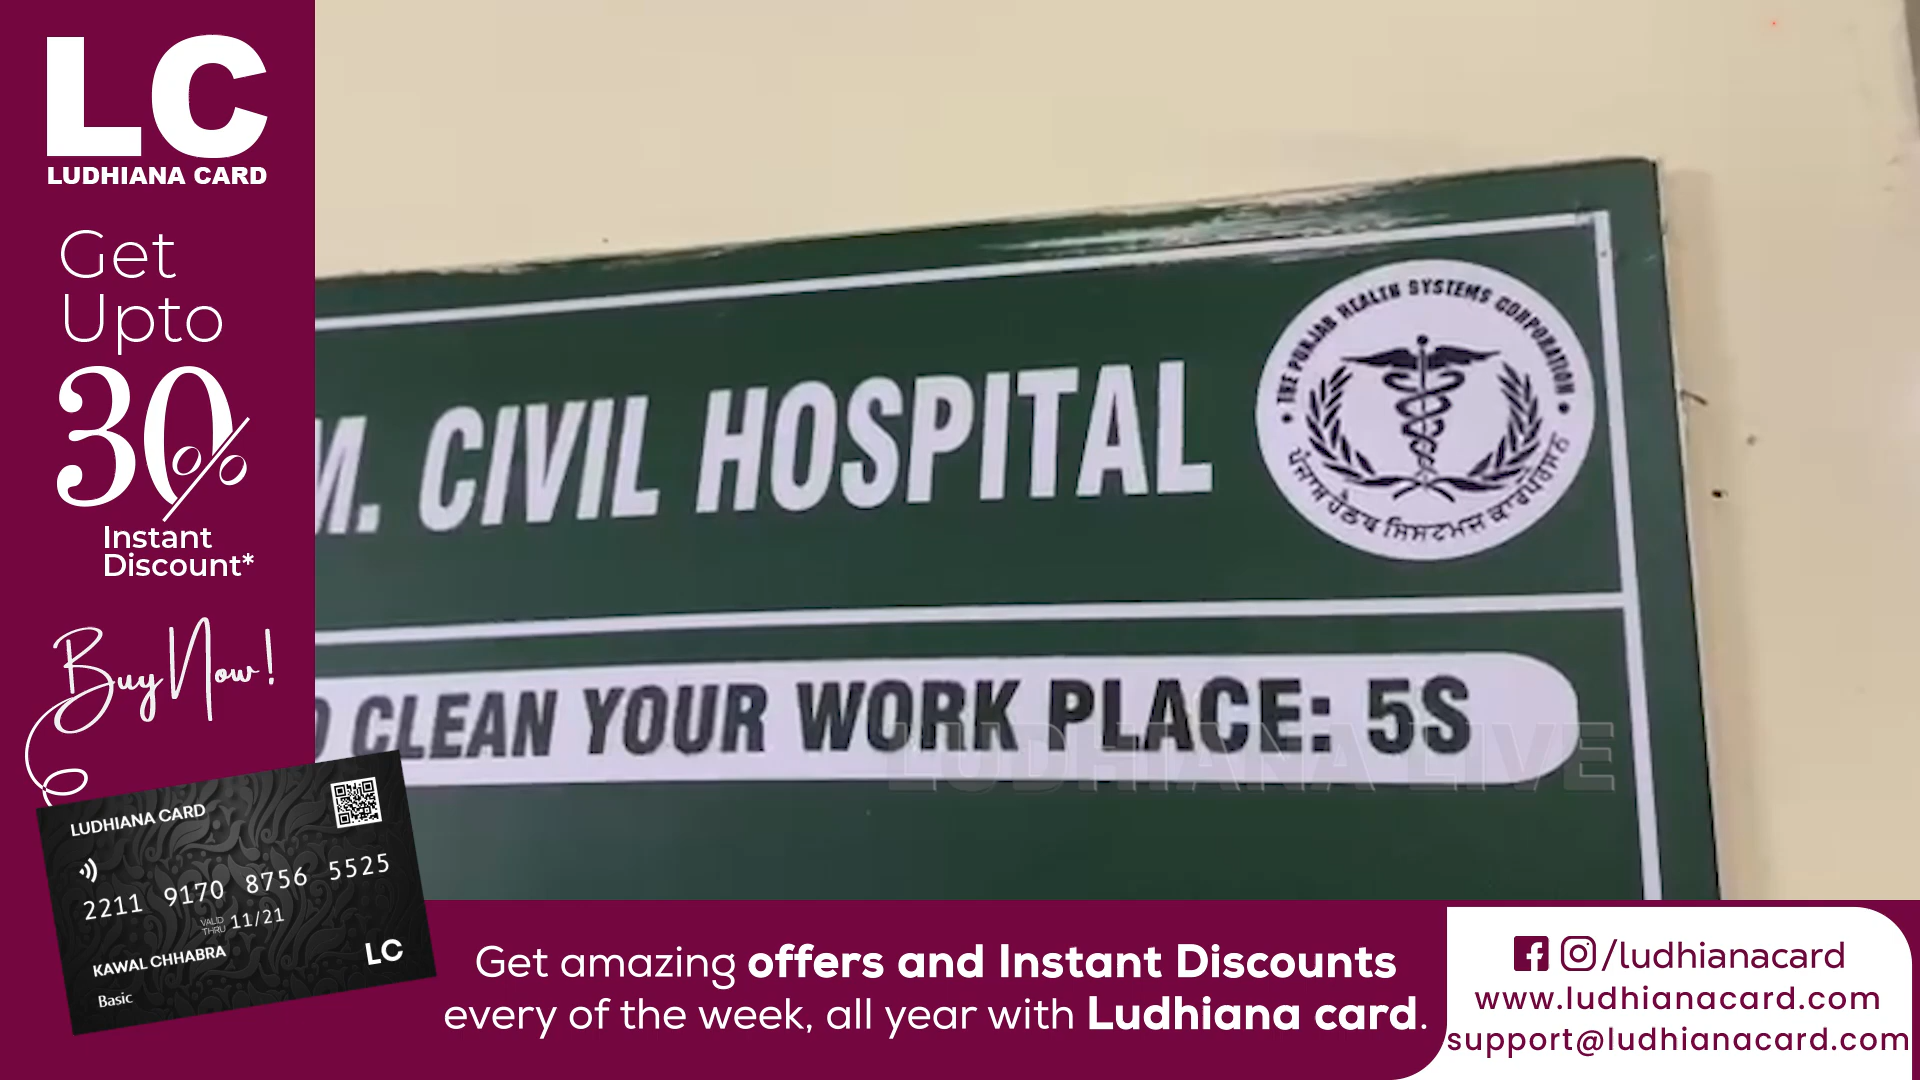 LC
LUDHIANA CARD
Get
Upto
30%
Instant
Discount*
Buy Now!
LUDHIANA CARD
2211 9170 8756 5525
VALID
THRU 11/21
KAWAL CHHABRA
LC
Basic
M. CIVIL HOSPITAL
THE PUNJAB HEALTH SYSTEMS CORPORATION
ਪੰਜਾਬ ਹੈਲਥ ਸਿਸਟਮਜ਼ ਕਾਰਪੋਰੇਸ਼ਨ
CLEAN YOUR WORK PLACE: 5S
LUDHIANA LIVE
Get amazing offers and Instant Discounts
every of the week, all year with Ludhiana card.
/ludhianacard
www.ludhianacard.com
support@ludhianacard.com